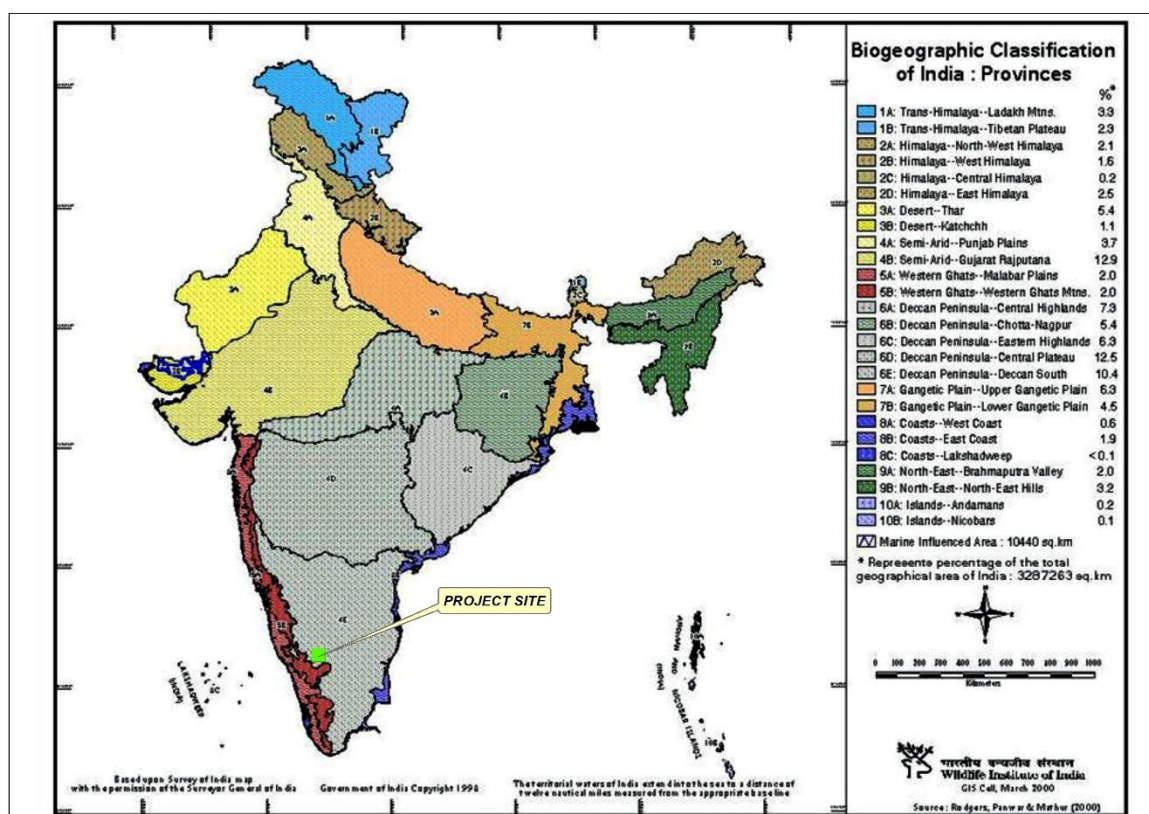 Biogeographic Classification
of India : Provinces
%*
1A: Trans-Himalaya--Ladakh Mtns. 3.3
1B: Trans-Himalaya--Tibetan Plateau 2.3
2A: Himalaya--North-West Himalaya 2.1
2B: Himalaya--West Himalaya 1.6
2C: Himalaya--Central Himalaya 0.2
2D: Himalaya--East Himalaya 2.5
3A: Desert--Thar 5.4
3B: Desert--Katchchh 1.1
4A: Semi-Arid--Punjab Plains 3.7
4B: Semi-Arid--Gujarat Rajputana 12.9
5A: Western Ghats--Malabar Plains 2.0
5B: Western Ghats--Western Ghats Mtns. 2.0
6A: Deccan Peninsula--Central Highlands 7.3
6B: Deccan Peninsula--Chotta-Nagpur 5.4
6C: Deccan Peninsula--Eastern Highlands 6.3
6D: Deccan Peninsula--Central Plateau 12.5
6E: Deccan Peninsula--Deccan South 10.4
7A: Gangetic Plain--Upper Gangetic Plain 6.3
7B: Gangetic Plain--Lower Gangetic Plain 4.5
8A: Coasts--West Coast 0.6
8B: Coasts--East Coast 1.9
8C: Coasts--Lakshadweep <0.1
9A: North-East--Brahmaputra Valley 2.0
9B: North-East--North-East Hills 3.2
10A: Islands--Andamans 0.2
10B: Islands--Nicobars 0.1
Marine Influenced Area : 10440 sq.km
* Represents percentage of the total
geographical area of India : 3287263 sq.km
PROJECT SITE
LAKSHADWEEP
(INDIA)
ANDAMAN AND NICOBAR ISLANDS
(INDIA)
0 100 200 300 400 500 600 700 800 900 1000
Kilometers
भारतीय वन्यजीव संस्थान
Wildlife Institute of India
GIS Cell, March 2000
Source : Rodgers, Panwar & Mathur (2000)
Based upon Survey of India map
with the permission of the Surveyor General of India
Government of India Copyright 1998
The territorial waters of India extend into the sea to a distance of
twelve nautical miles measured from the appropriate baseline